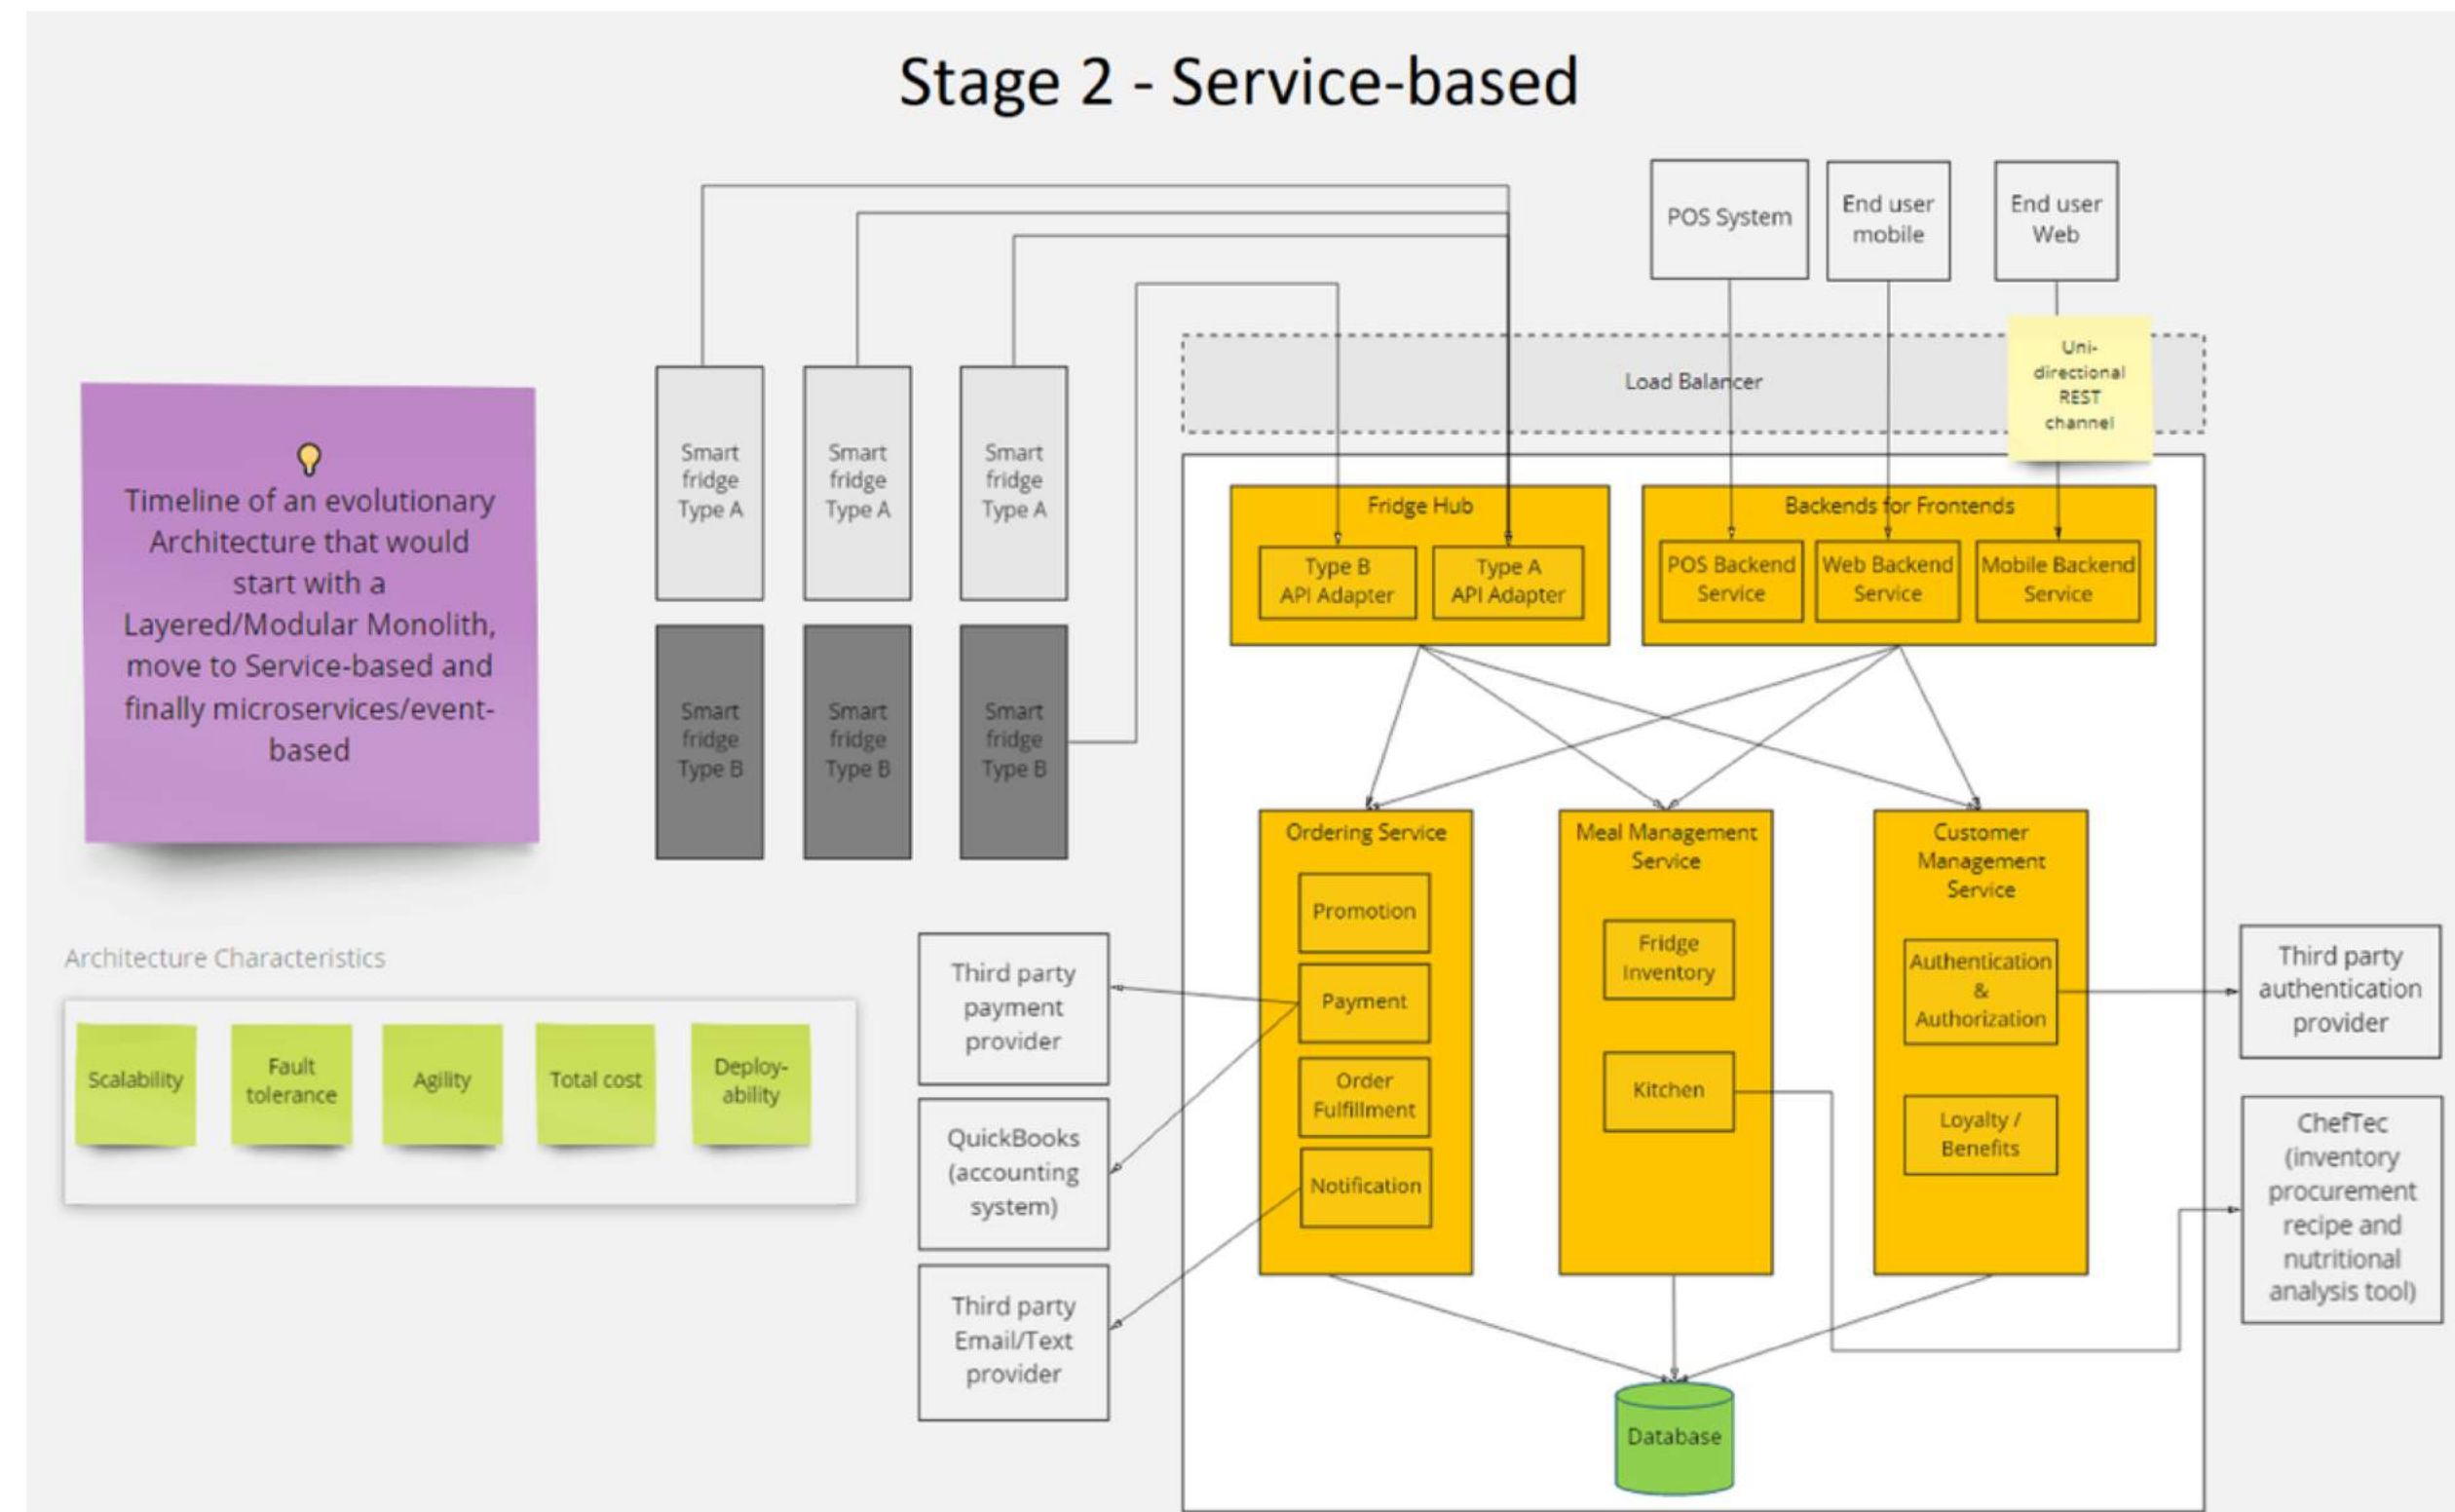 Stage 2 - Service-based
POS System
End user
mobile
End user
Web
Uni-
directional
REST
channel
Load Balancer
Timeline of an evolutionary
Architecture that would
start with a
Layered/Modular Monolith,
move to Service-based and
finally microservices/event-
based
Smart
fridge
Type A
Smart
fridge
Type A
Smart
fridge
Type A
Smart
fridge
Type B
Smart
fridge
Type B
Smart
fridge
Type B
Fridge Hub
Type B
API Adapter
Type A
API Adapter
Backends for Frontends
POS Backend
Service
Web Backend
Service
Mobile Backend
Service
Ordering Service
Promotion
Payment
Order
Fulfillment
Notification
Meal Management
Service
Fridge
Inventory
Kitchen
Customer
Management
Service
Authentication
&
Authorization
Loyalty /
Benefits
Architecture Characteristics
Scalability
Fault
tolerance
Agility
Total cost
Deploy-
ability
Third party
payment
provider
QuickBooks
(accounting
system)
Third party
Email/Text
provider
Third party
authentication
provider
ChefTec
(inventory
procurement
recipe and
nutritional
analysis tool)
Database